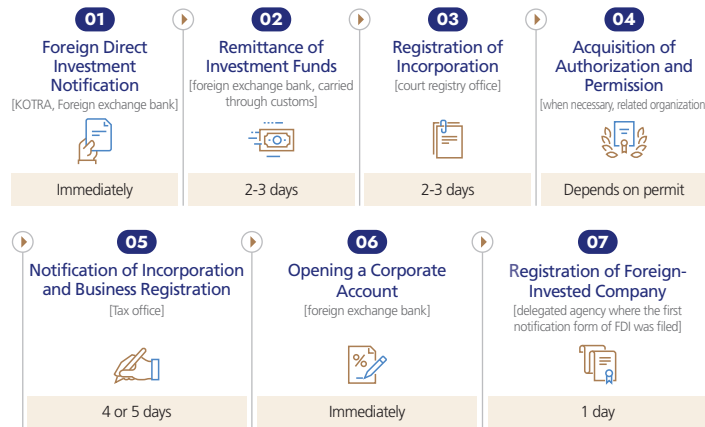 01
Foreign Direct
Investment
Notification
[KOTRA, Foreign exchange bank]
Immediately
02
Remittance of
Investment Funds
[foreign exchange bank, carried
through customs]
2-3 days
03
Registration of
Incorporation
[court registry office]
2-3 days
04
Acquisition of
Authorization and
Permission
[when necessary, related organization
Depends on permit
05
Notification of Incorporation
and Business Registration
[Tax office]
4 or 5 days
06
Opening a Corporate
Account
[foreign exchange bank]
Immediately
07
Registration of Foreign-
Invested Company
[delegated agency where the first
notification form of FDI was filed]
1 day